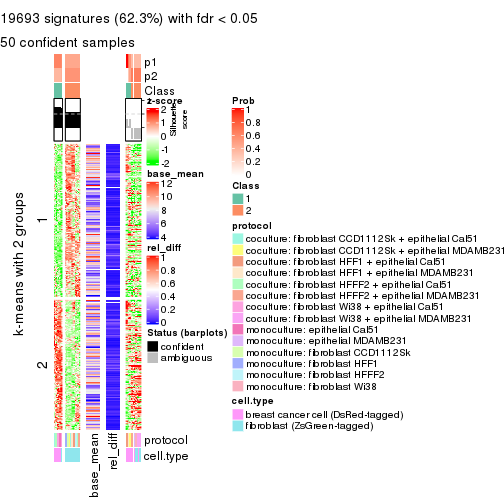 19693 signatures (62.3%) with fdr < 0.05
50 confident samples
p1
p2
Class
Silhouette score
k-means with 2 groups
1
2
base_mean
rel_diff
protocol
cell.type
z-score
2
1
0
-1
-2
base_mean
12
10
8
6
4
rel_diff
1
0.8
0.6
0.4
0.2
0
Status (barplots)
confident
ambiguous
Prob
1
0.8
0.6
0.4
0.2
0
Class
1
2
protocol
coculture: fibroblast CCD1112Sk + epithelial Cal51
coculture: fibroblast CCD1112Sk + epithelial MDAMB231
coculture: fibroblast HFF1 + epithelial Cal51
coculture: fibroblast HFF1 + epithelial MDAMB231
coculture: fibroblast HFFF2 + epithelial Cal51
coculture: fibroblast HFFF2 + epithelial MDAMB231
coculture: fibroblast Wi38 + epithelial Cal51
coculture: fibroblast Wi38 + epithelial MDAMB231
monoculture: epithelial Cal51
monoculture: epithelial MDAMB231
monoculture: fibroblast CCD1112Sk
monoculture: fibroblast HFF1
monoculture: fibroblast HFFF2
monoculture: fibroblast Wi38
cell.type
breast cancer cell (DsRed-tagged)
fibroblast (ZsGreen-tagged)